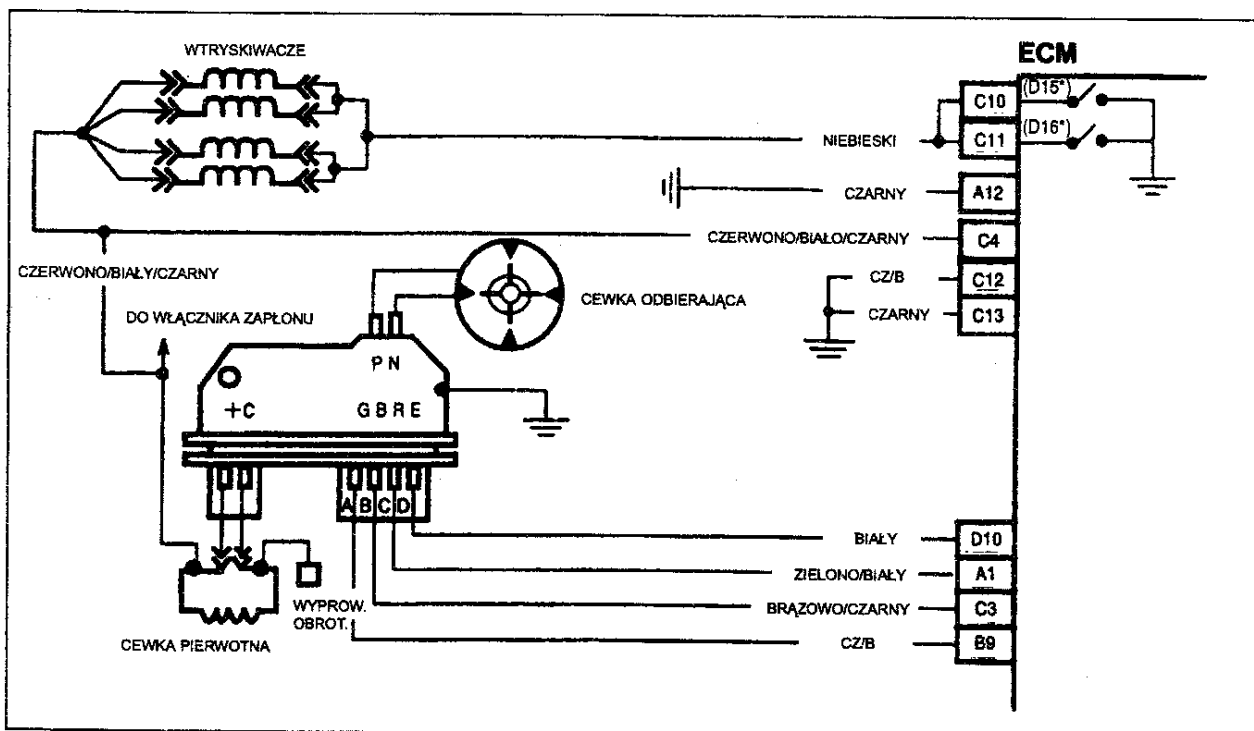 WTRYSKIWACZE
ECM
C10
(D15*)
NIEBIESKI
C11
(D16*)
CZARNY
A12
CZERWONO/BIAŁO/CZARNY
C4
CZERWONO/BIAŁY/CZARNY
CZ/B
C12
CEWKA ODBIERAJĄCA
CZARNY
C13
DO WŁĄCZNIKA ZAPŁONU
P N
+C
G B R E
A B C D
BIAŁY
D10
ZIELONO/BIAŁY
A1
WYPROW.
OBROT.
BRĄZOWO/CZARNY
C3
CEWKA PIERWOTNA
CZ/B
B9